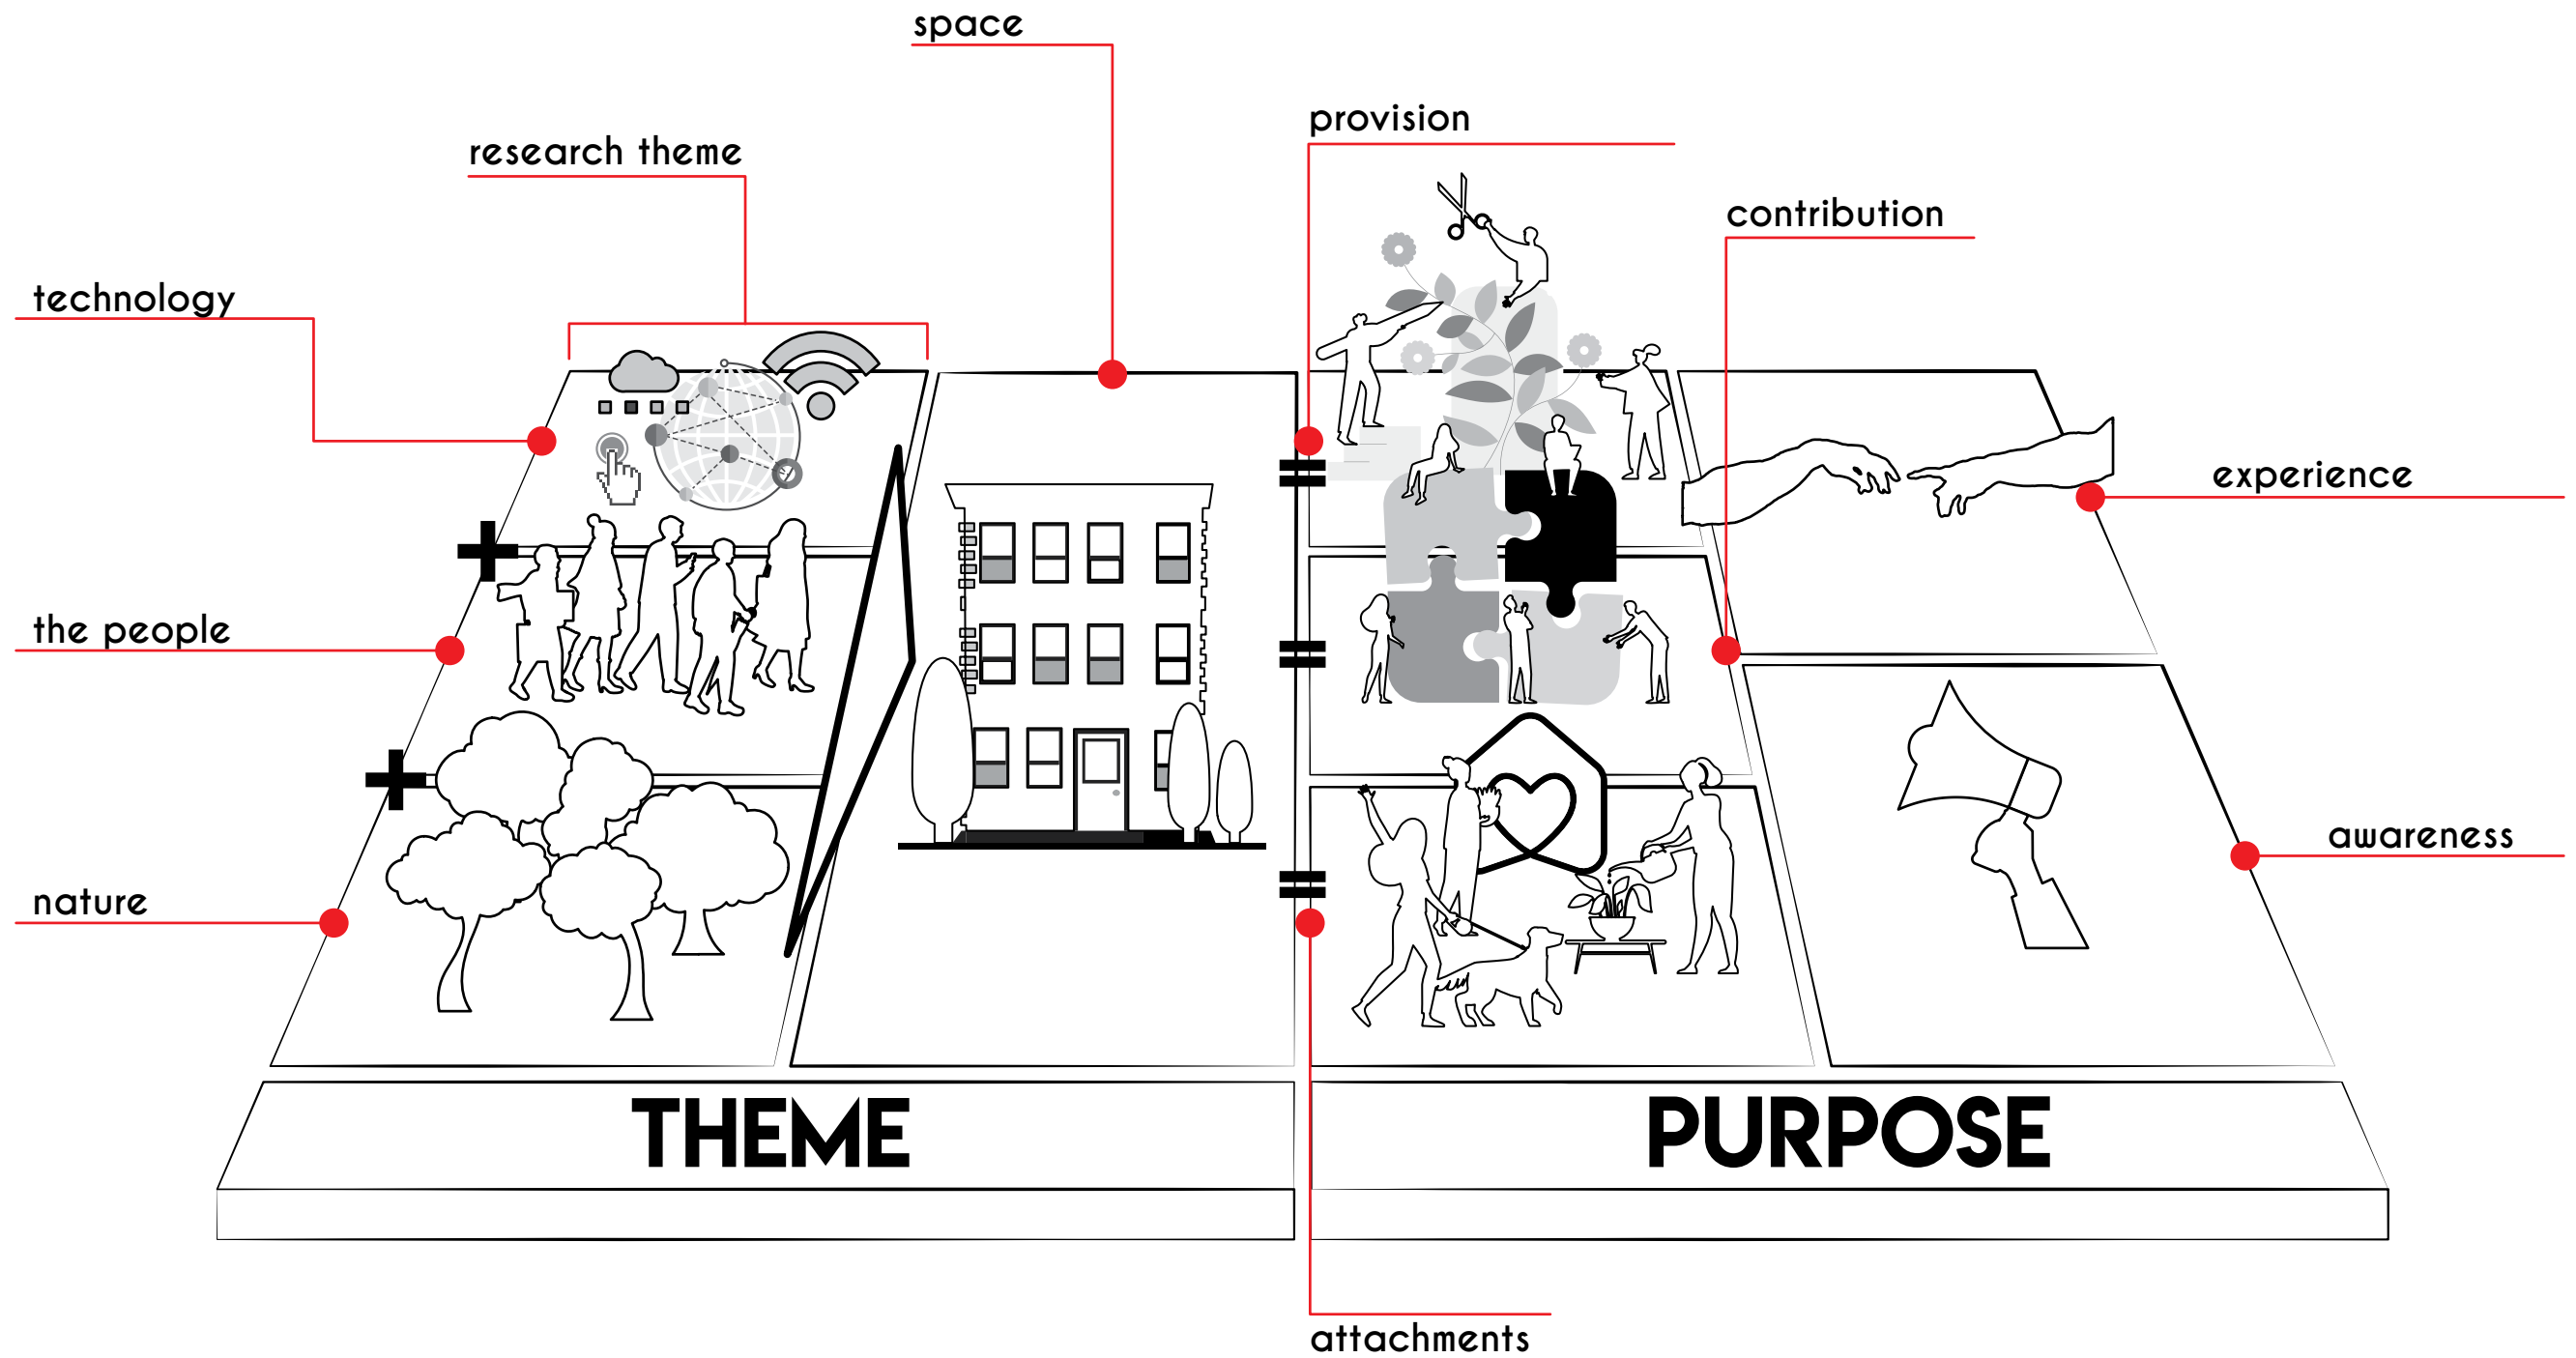 space
provision
research theme
contribution
technology
experience
the people
awareness
nature
THEME
PURPOSE
attachments